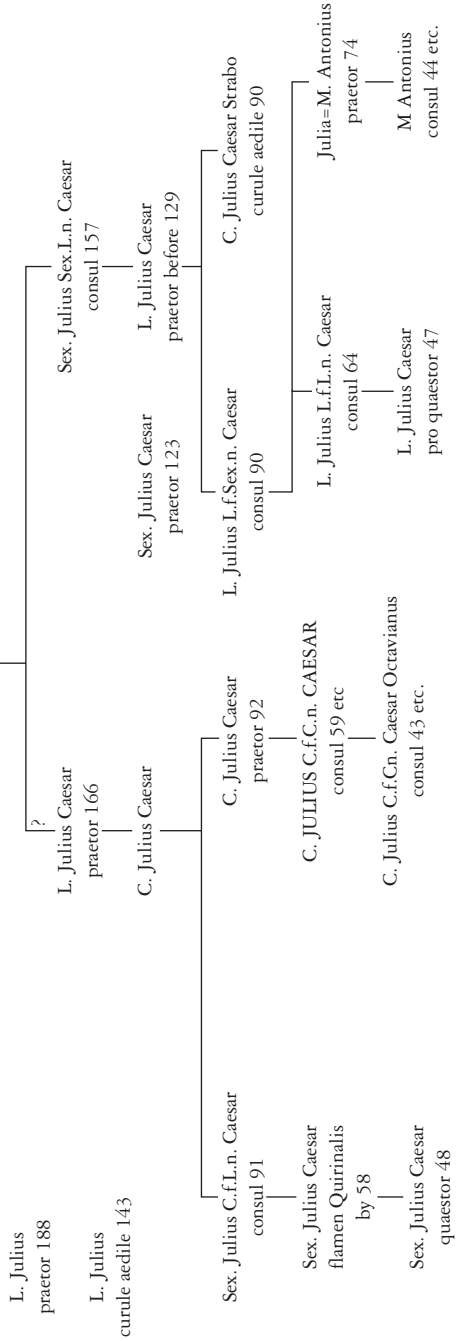 L. Julius
praetor 188
L. Julius
curule aedile 143
?
L. Julius Caesar
praetor 166
Sex. Julius Sex.L.n. Caesar
consul 157
C. Julius Caesar
Sex. Julius Caesar
praetor 123
L. Julius Caesar
praetor before 129
Sex. Julius C.f.L.n. Caesar
consul 91
C. Julius Caesar
praetor 92
L. Julius L.f.Sex.n. Caesar
consul 90
C. Julius Caesar Strabo
curule aedile 90
Sex. Julius Caesar
flamen Quirinalis
by 58
C. JULIUS C.f.C.n. CAESAR
consul 59 etc
L. Julius L.f.L.n. Caesar
consul 64
Julia=M. Antonius
praetor 74
Sex. Julius Caesar
quaestor 48
C. Julius C.f.Cn. Caesar Octavianus
consul 43 etc.
L. Julius Caesar
pro quaestor 47
M Antonius
consul 44 etc.